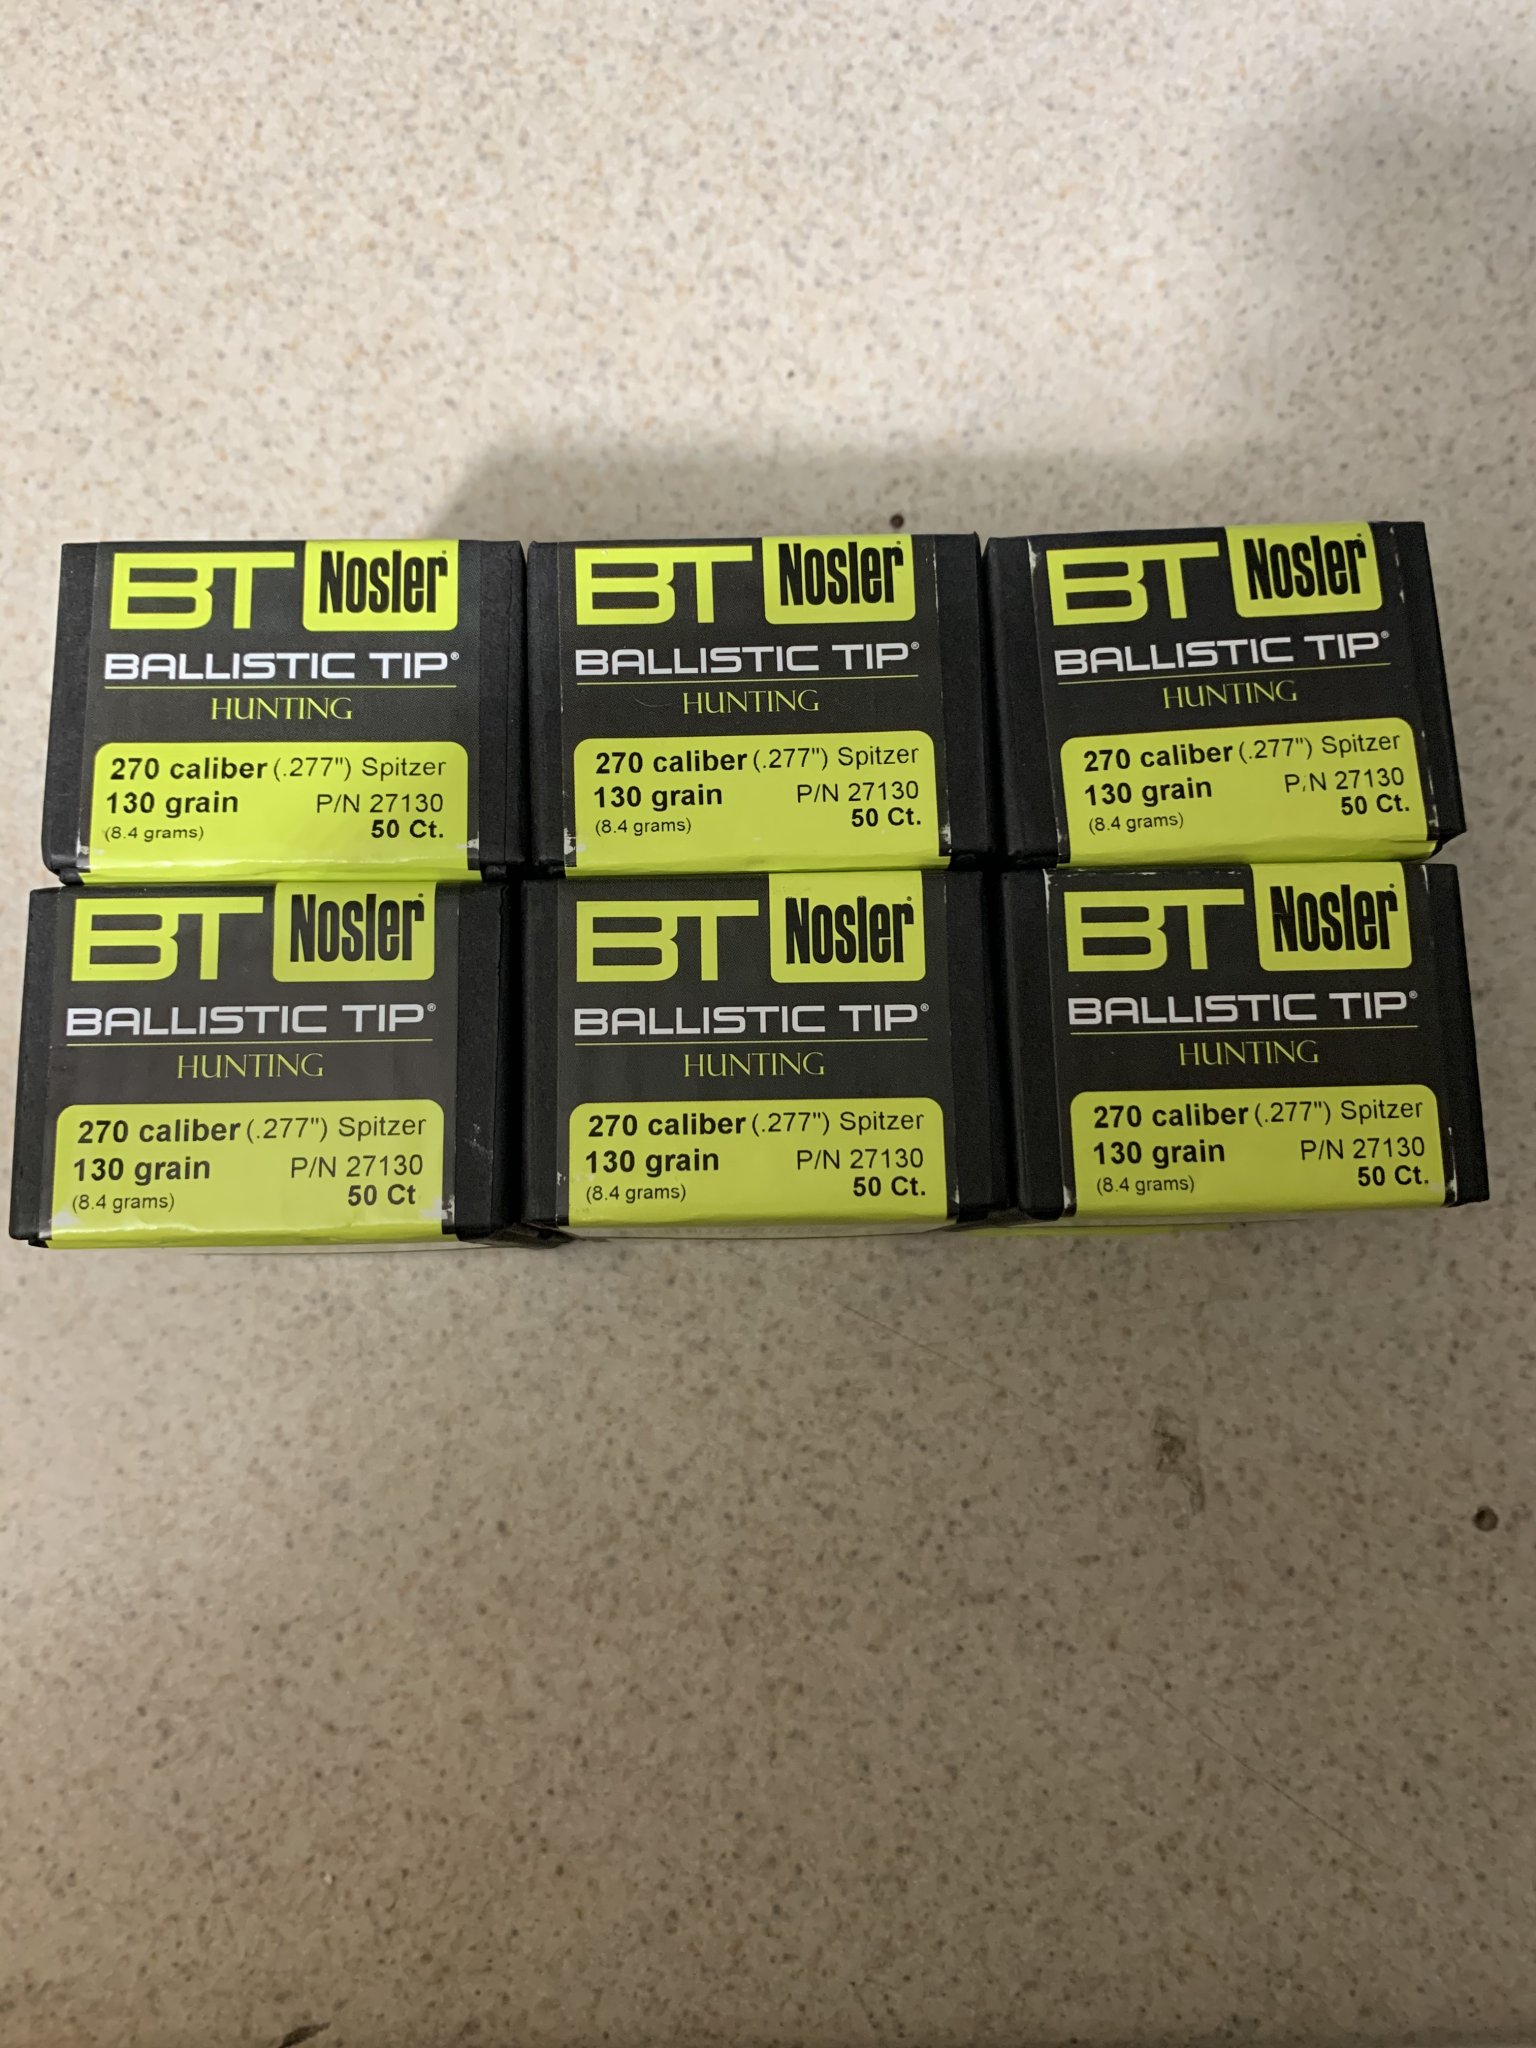 BT Nosler®
BALLISTIC TIP®
HUNTING
270 caliber (.277") Spitzer
130 grain P/N 27130
(8.4 grams) 50 Ct.
BT Nosler®
BALLISTIC TIP®
HUNTING
270 caliber (.277") Spitzer
130 grain P/N 27130
(8.4 grams) 50 Ct.
BT Nosler®
BALLISTIC TIP®
HUNTING
270 caliber (.277") Spitzer
130 grain P/N 27130
(8.4 grams) 50 Ct.
BT Nosler®
BALLISTIC TIP®
HUNTING
270 caliber (.277") Spitzer
130 grain P/N 27130
(8.4 grams) 50 Ct
BT Nosler®
BALLISTIC TIP®
HUNTING
270 caliber (.277") Spitzer
130 grain P/N 27130
(8.4 grams) 50 Ct.
BT Nosler®
BALLISTIC TIP®
HUNTING
270 caliber (.277") Spitzer
130 grain P/N 27130
(8.4 grams) 50 Ct.